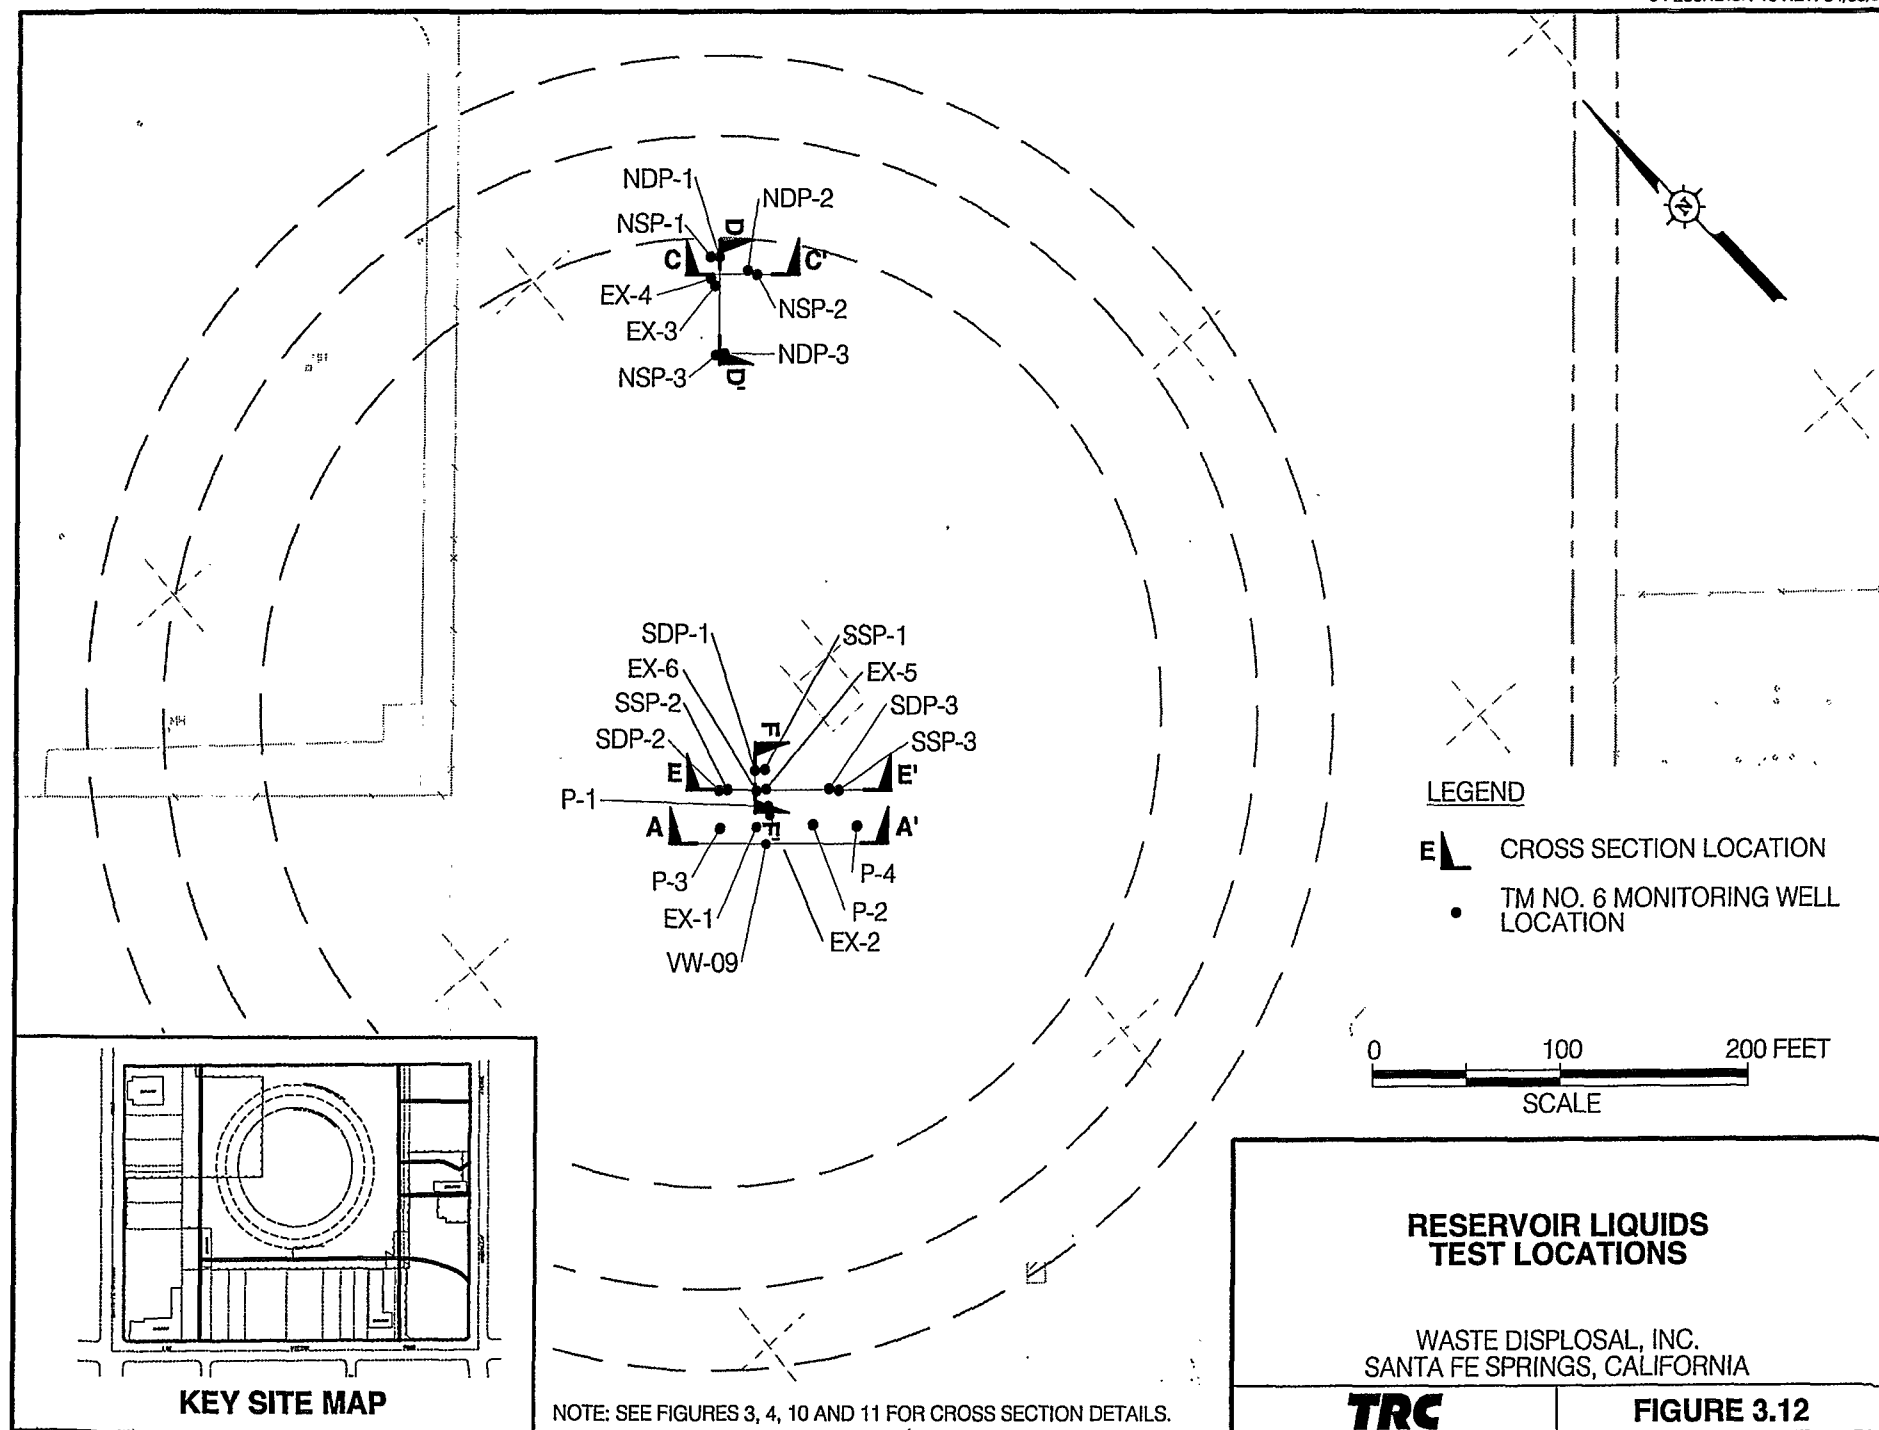 NDP-1
NDP-2
NSP-1
D
C
C'
EX-4
NSP-2
EX-3
NDP-3
NSP-3
D'
N
MH
SDP-1
SSP-1
EX-6
EX-5
SSP-2
SDP-3
SDP-2
SSP-3
F
E
E'
P-1
A
F'
A'
P-3
P-4
EX-1
P-2
EX-2
VW-09
LEGEND
E CROSS SECTION LOCATION
TM NO. 6 MONITORING WELL
LOCATION
0 100 200 FEET
SCALE
KEY SITE MAP
NOTE: SEE FIGURES 3, 4, 10 AND 11 FOR CROSS SECTION DETAILS.
RESERVOIR LIQUIDS
TEST LOCATIONS
WASTE DISPLOSAL, INC.
SANTA FE SPRINGS, CALIFORNIA
TRC
FIGURE 3.12